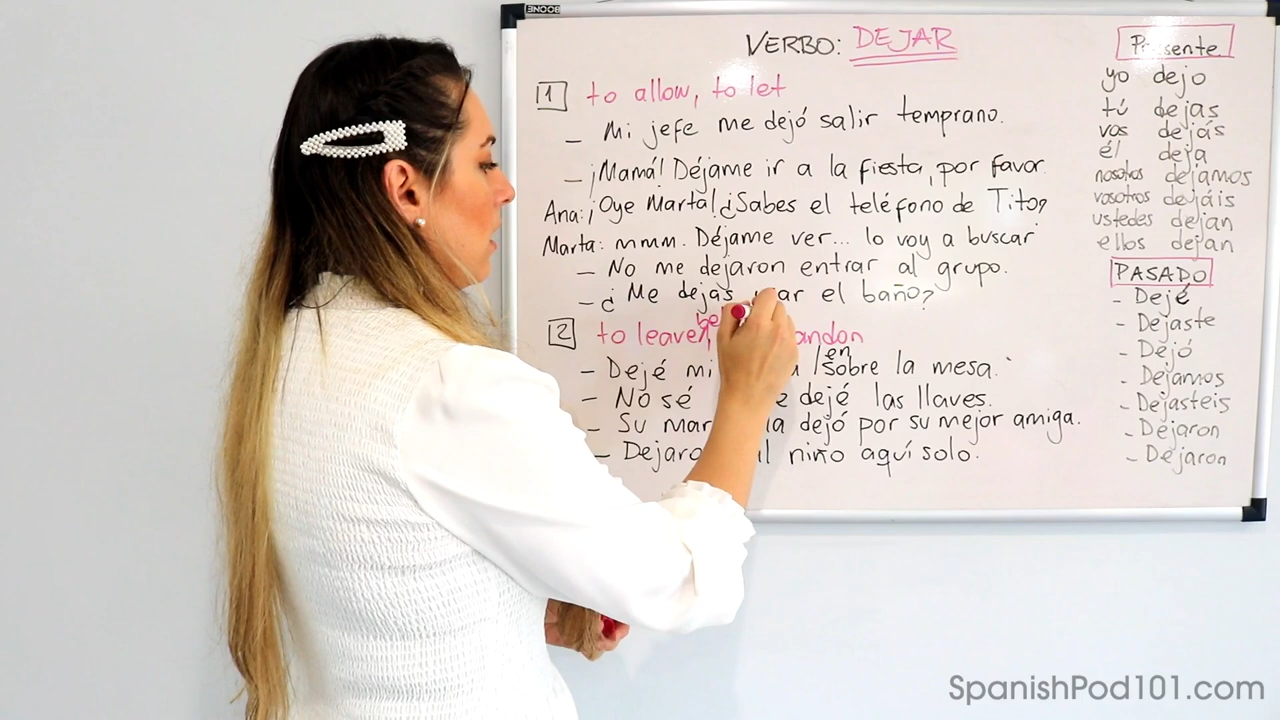 BOONE
VERBO: DEJAR
1 to allow, to let
- Mi jefe me dejó salir temprano.
- ¡Mamá! Déjame ir a la fiesta, por favor.
Ana: ¡Oye Marta! ¿Sabes el teléfono de Tito?
Marta: mmm. Déjame ver... lo voy a buscar
- No me dejaron entrar al grupo.
- ¿Me dejas el baño?
be
2 to leave,
en
- Dejé mi / sobre la mesa.
- No sé dejé las llaves.
- Su la dejó por su mejor amiga.
- al niño aquí solo.
Presente
yo dejo
tú dejas
vos dejás
él deja
nosotros dejamos
vosotros dejáis
ustedes dejan
ellos dejan
PASADO
- Dejé
- Dejaste
- Dejó
- Dejamos
- Dejasteis
- Dejaron
- Dejaron
SpanishPod101.com